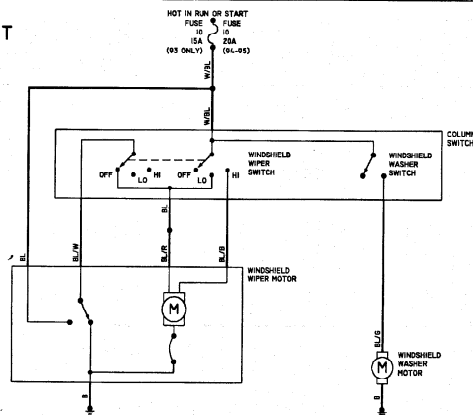 HOT IN RUN OR START
FUSE FUSE
10 10
15A 20A
(93 ONLY) (94-95)
T
W/BL
W/BL
COLUM
SWITCH
WINDSHIELD
WIPER
SWITCH
WINDSHIELD
WASHER
SWITCH
OFF LO HI OFF LO HI
BL
BL
BL/W
BL/R
BL/B
WINDSHIELD
WIPER MOTOR
M
BL/G
WINDSHIELD
WASHER
MOTOR
M
B
B